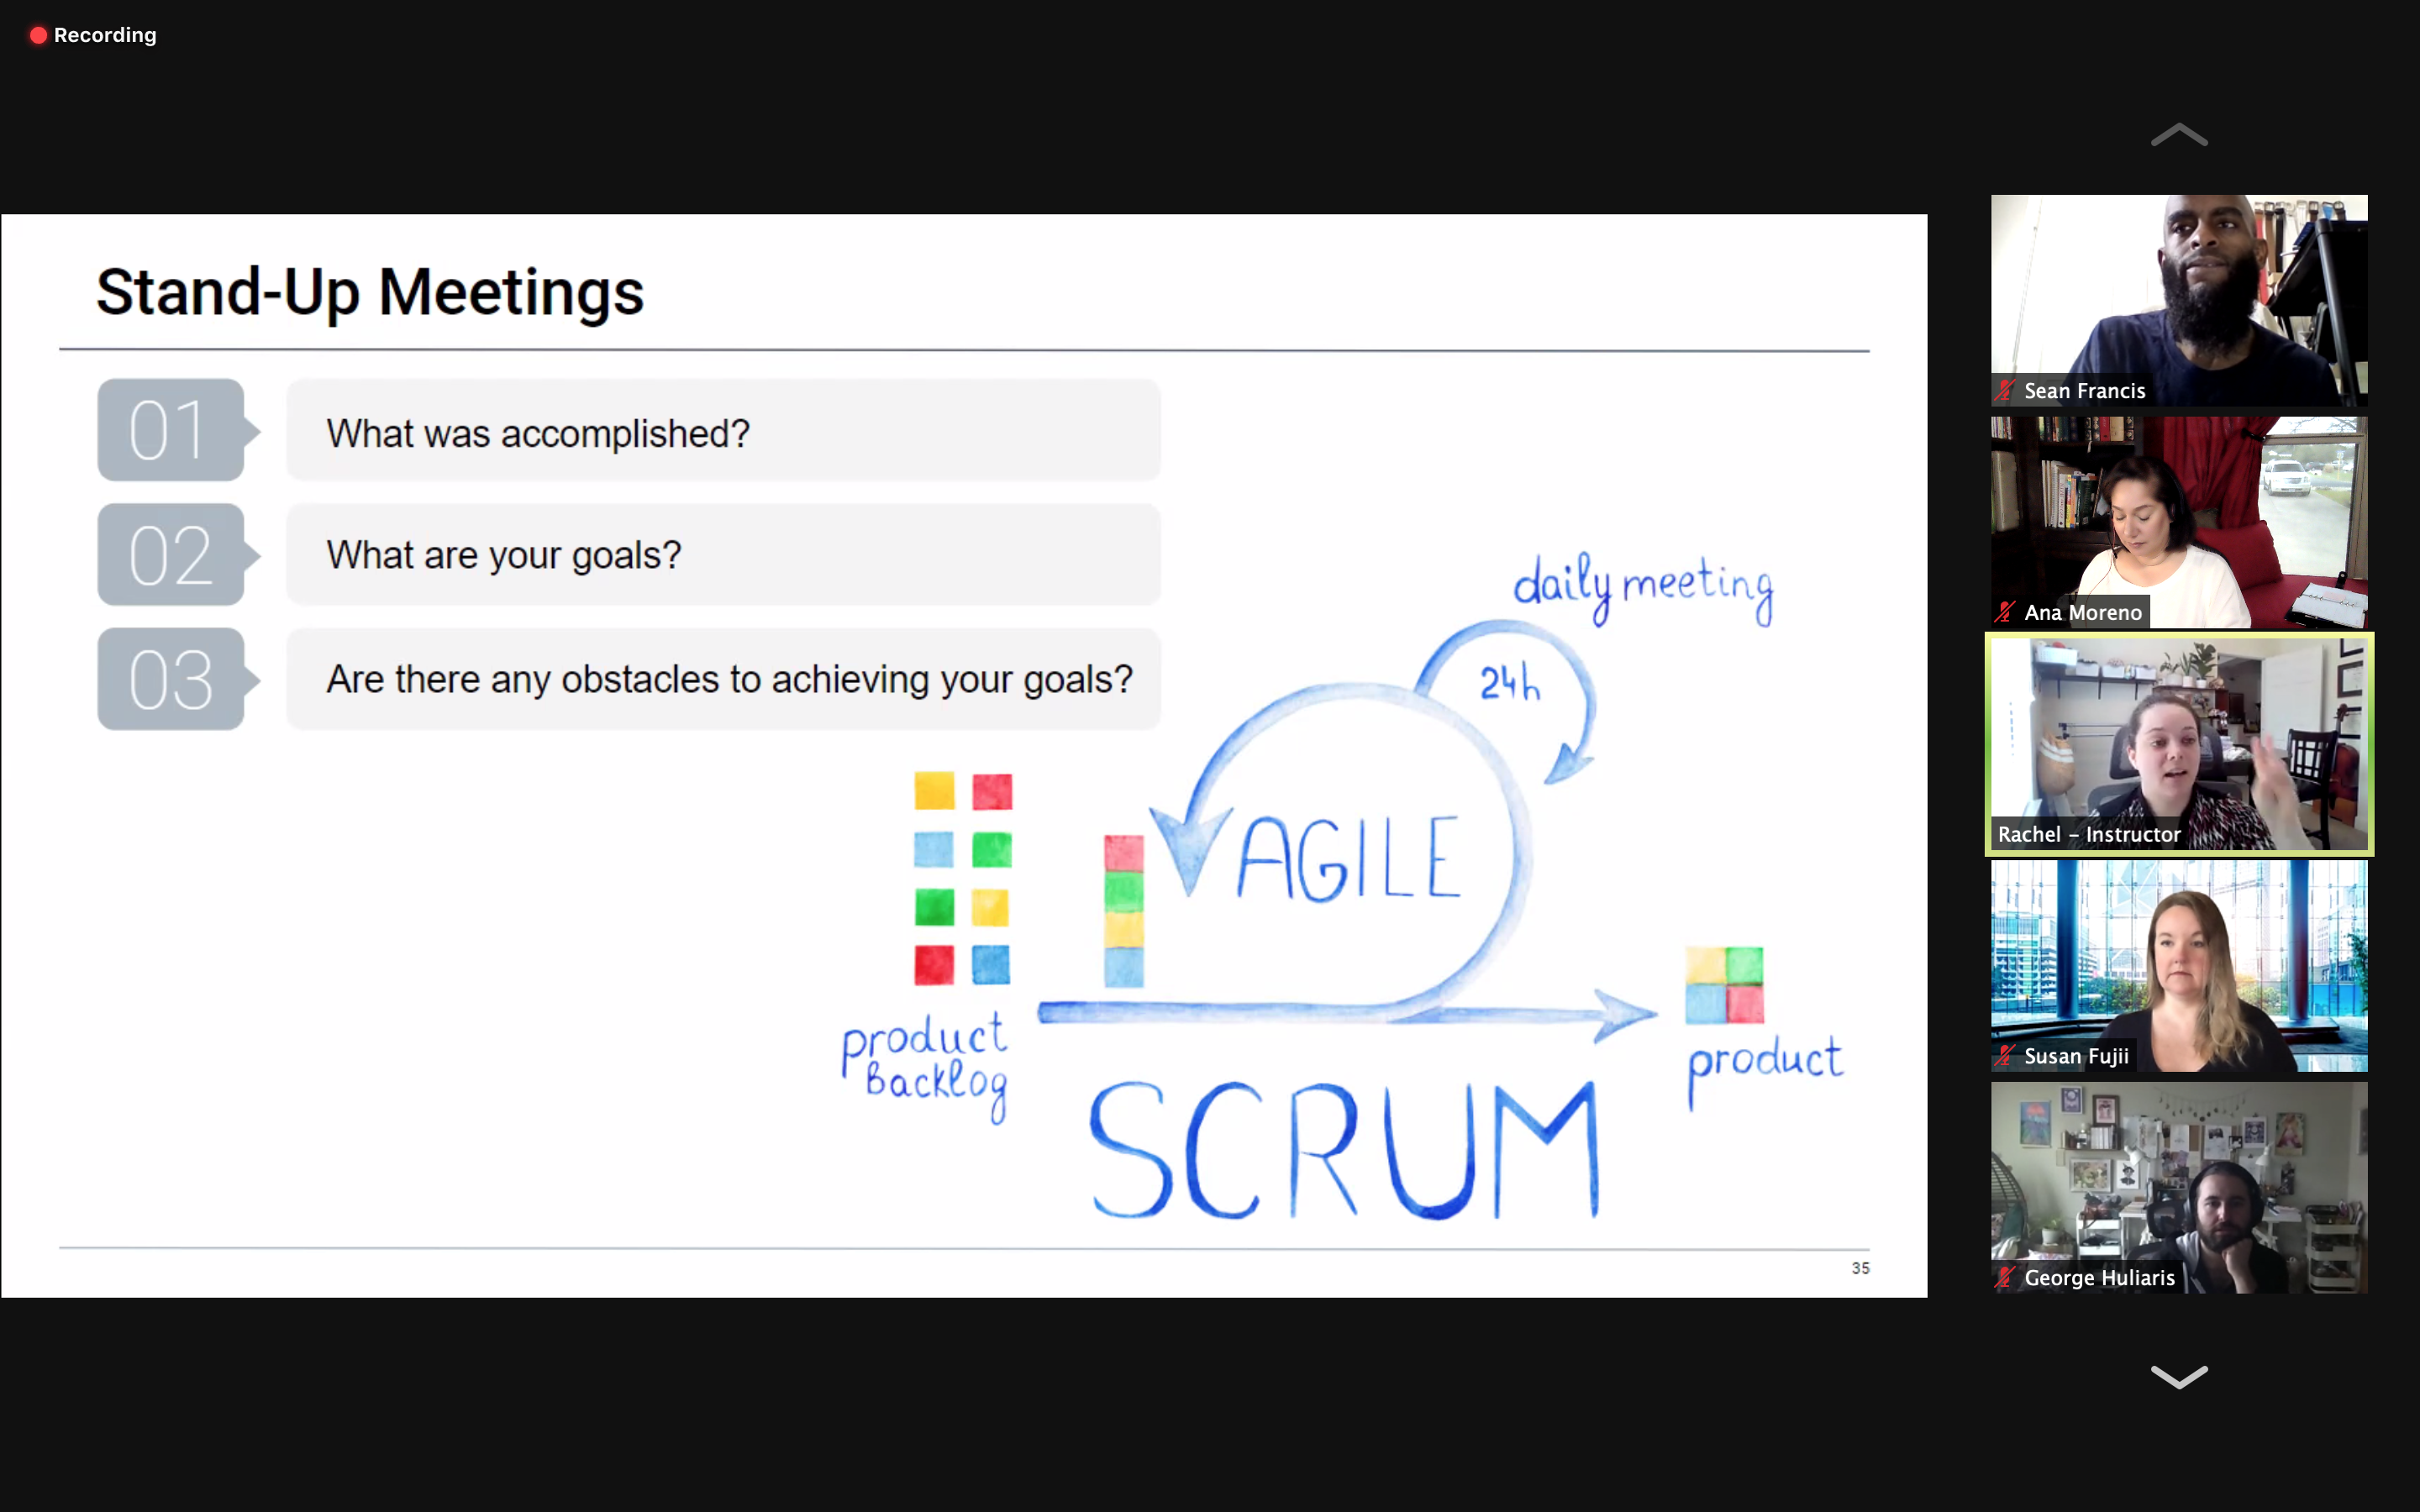 Recording
Stand-Up Meetings
01
What was accomplished?
02
What are your goals?
03
Are there any obstacles to achieving your goals?
daily meeting
24h
AGILE
product
backlog
product
SCRUM
35
Sean Francis
Ana Moreno
Rachel – Instructor
Susan Fujii
George Huliaris